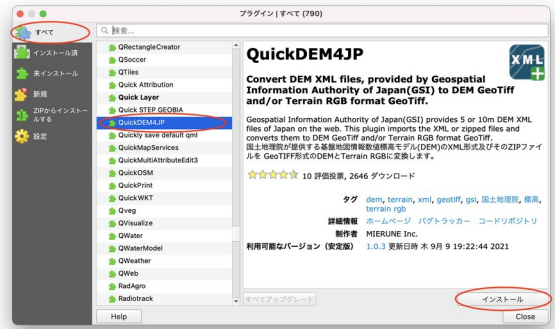 プラグイン | すべて (790)
すべて
インストール済
未インストール
新規
ZIPからインストー
ルする
設定
検索...
QRectangleCreator
QSoccer
QTiles
Quick Attribution
Quick Layer
Quick STEP GEOBIA
QuickDEM4JP
Quickly save default qml
QuickMapServices
QuickMultiAttributeEdit3
QuickOSM
QuickPrint
QuickWKT
Qveg
QVisualize
QWater
QWaterModel
QWeather
QWeb
RadAgro
Radiotrack
QuickDEM4JP
XML
Convert DEM XML files, provided by Geospatial
Information Authority of Japan(GSI) to DEM GeoTiff
and/or Terrain RGB format GeoTiff.
Geospatial Information Authority of Japan(GSI) provides 5 or 10m DEM XML
files of Japan on the web. This plugin imports the XML or zipped files and
converts them to DEM GeoTiff and/or Terrain RGB format GeoTiff.
国土地理院が提供する基盤地図情報数値標高モデル(DEM)のXML形式及びそのZIPファイ
ルを GeoTIFF形式のDEMとTerrain RGBに変換します。
10 評価投票, 2646 ダウンロード
タグ dem, terrain, xml, geotiff, gsi, 国土地理院, 標高,
terrain rgb
詳細情報 ホームページ バグトラッカー コードリポジトリ
制作者 MIERUNE Inc.
利用可能なバージョン（安定版） 1.0.3 更新日時 木 9月 9 19:22:44 2021
すべてアップグレード
インストール
Help
Close